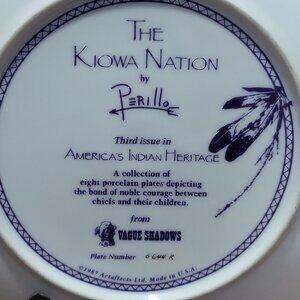 THE
KIOWA NATION
by
Perillo
Third issue in
AMERICA'S INDIAN HERITAGE
A collection of
eight porcelain plates depicting
the bond of noble courage between
chiefs and their children.
from
VAGUE SHADOWS
Plate Number
©1987 Artaffects Ltd. Made in U.S.A.